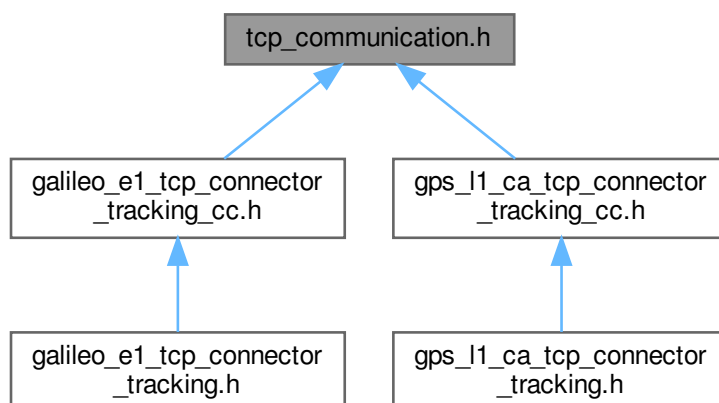 tcp_communication.h
galileo_e1_tcp_connector
_tracking_cc.h
gps_l1_ca_tcp_connector
_tracking_cc.h
galileo_e1_tcp_connector
_tracking.h
gps_l1_ca_tcp_connector
_tracking.h